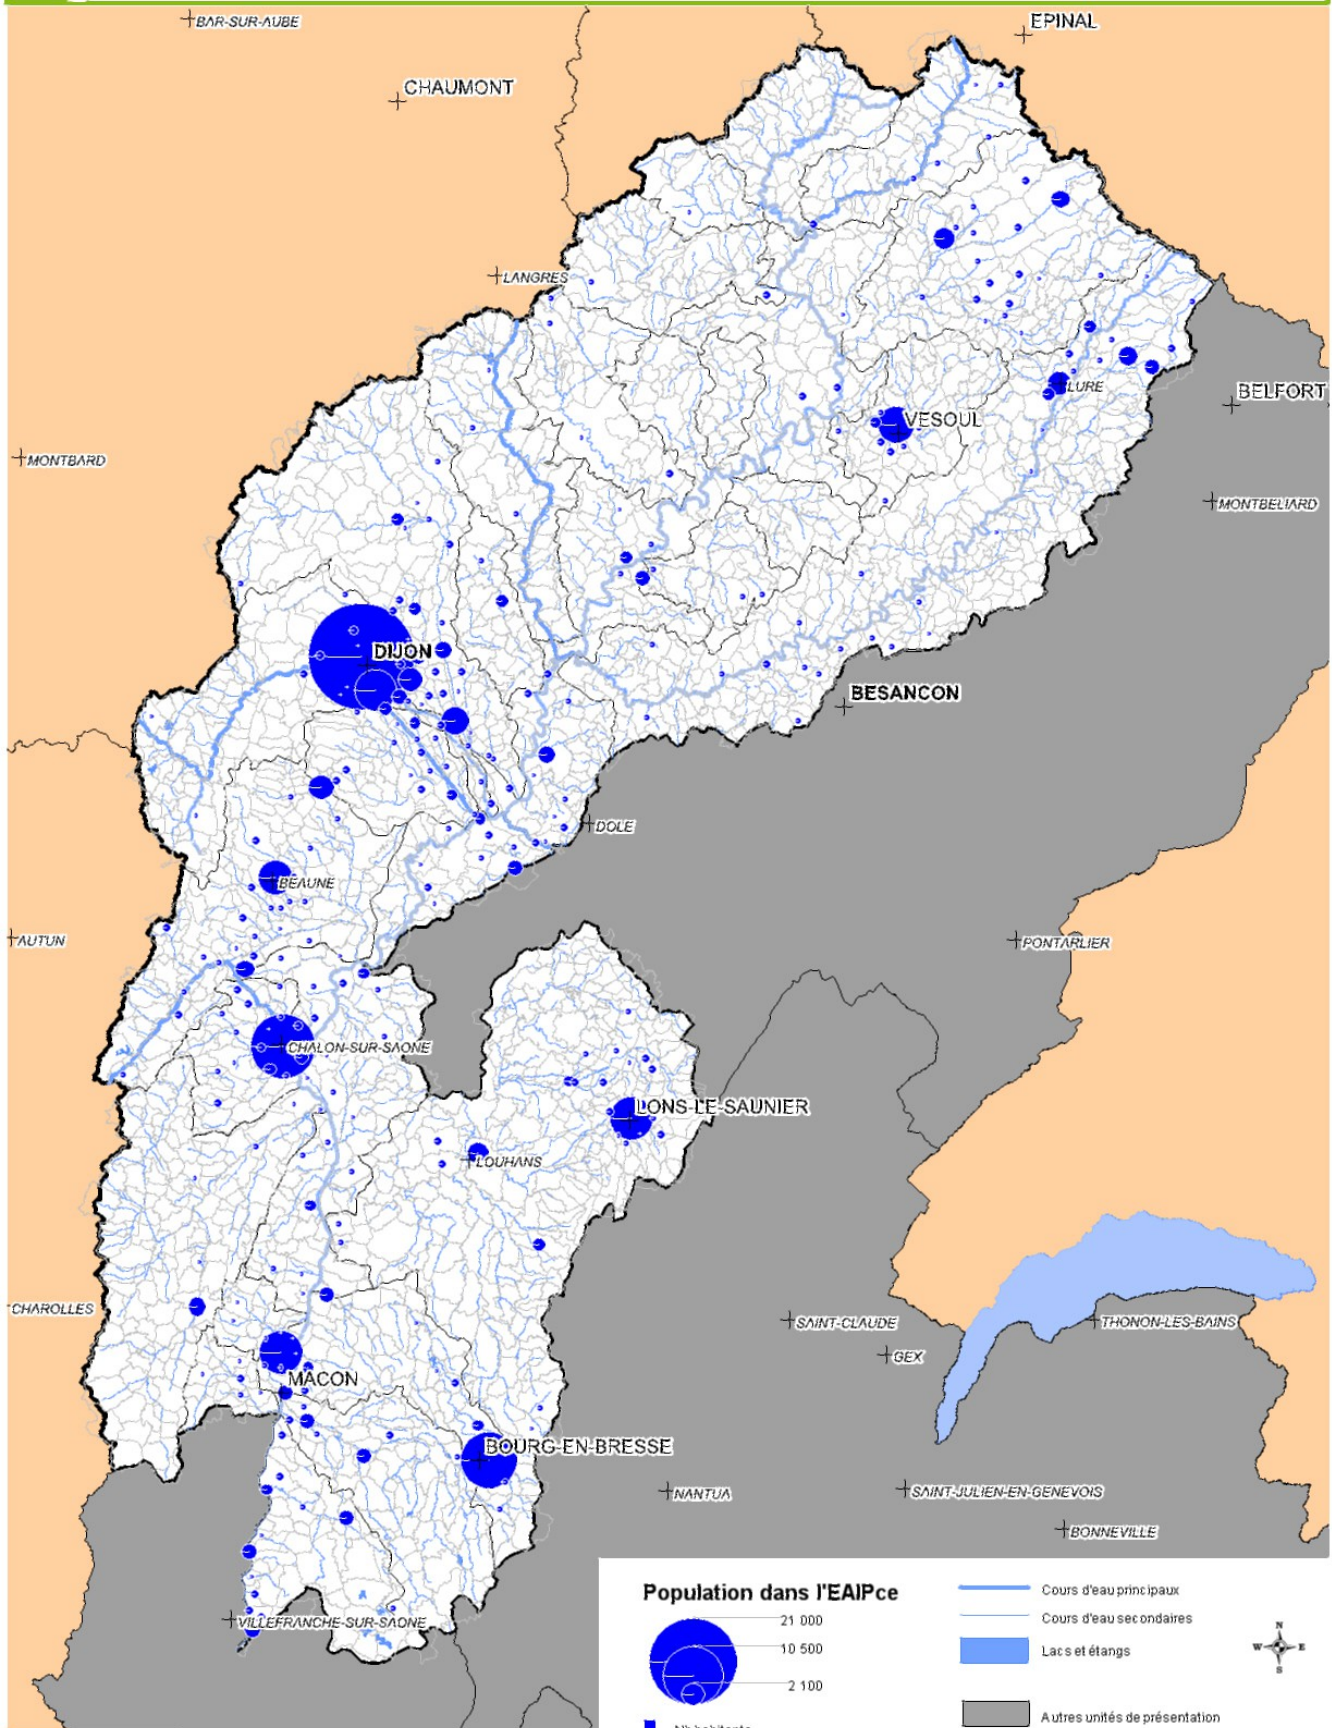 BAR-SUR-AUBE
EPINAL
CHAUMONT
LANGRES
BELFORT
LURE
VESOUL
MONTBARD
MONTBELIARD
DIJON
BESANCON
DOLE
BEAUNE
AUTUN
PONTARLIER
CHALON-SUR-SAONE
LONS-LE-SAUNIER
LOUHANS
CHAROLLES
SAINT-CLAUDE
THONON-LES-BAINS
GEX
MACON
BOURG-EN-BRESSE
NANTUA
SAINT-JULIEN-EN-GENEVOIS
BONNEVILLE
VILLEFRANCHE-SUR-SAONE
Population dans l'EAIPce
21 000
10 500
2 100
Cours d'eau principaux
Cours d'eau secondaires
Lacs et étangs
N
W E
S
Autres unités de présentation